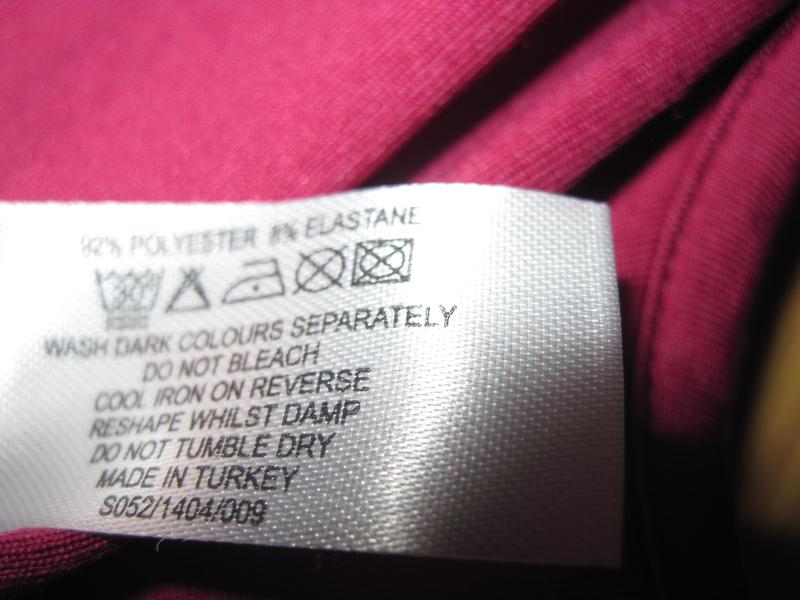 92% POLYESTER 8% ELASTANE
WASH DARK COLOURS SEPARATELY
DO NOT BLEACH
COOL IRON ON REVERSE
RESHAPE WHILST DAMP
DO NOT TUMBLE DRY
MADE IN TURKEY
S052/1404/009